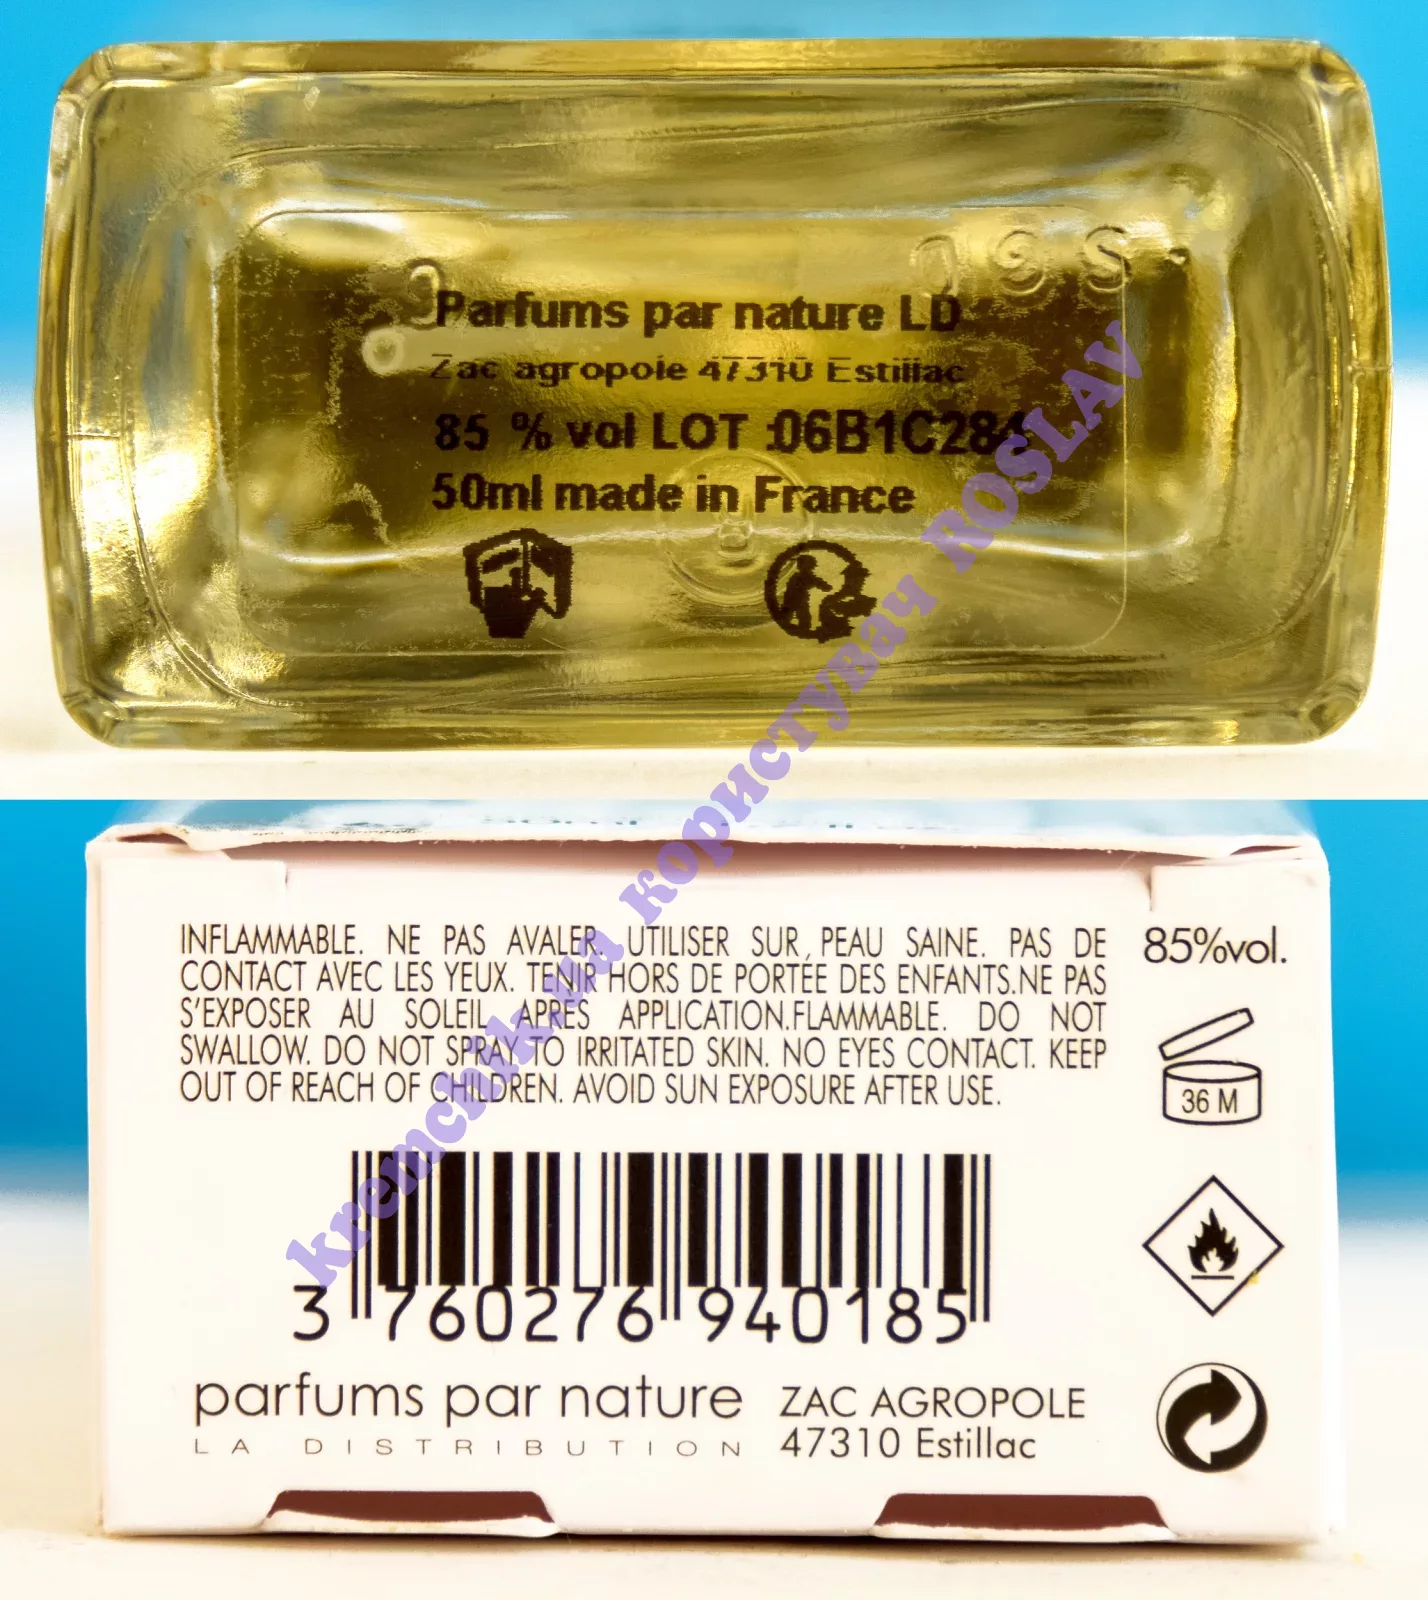 Parfums par nature LD
Zac agropole 47310 Estillac
85 % vol LOT :06B1C284
50ml made in France
INFLAMMABLE. NE PAS AVALER. UTILISER SUR PEAU SAINE. PAS DE
CONTACT AVEC LES YEUX. TENIR HORS DE PORTÉE DES ENFANTS.NE PAS
S'EXPOSER AU SOLEIL APRES APPLICATION.FLAMMABLE. DO NOT
SWALLOW. DO NOT SPRAY TO IRRITATED SKIN. NO EYES CONTACT. KEEP
OUT OF REACH OF CHILDREN. AVOID SUN EXPOSURE AFTER USE.
85%vol.
36 M
3 760276 940185
parfums par nature
LA DISTRIBUTION
ZAC AGROPOLE
47310 Estillac
kremchik.ua користувач ROSLAV